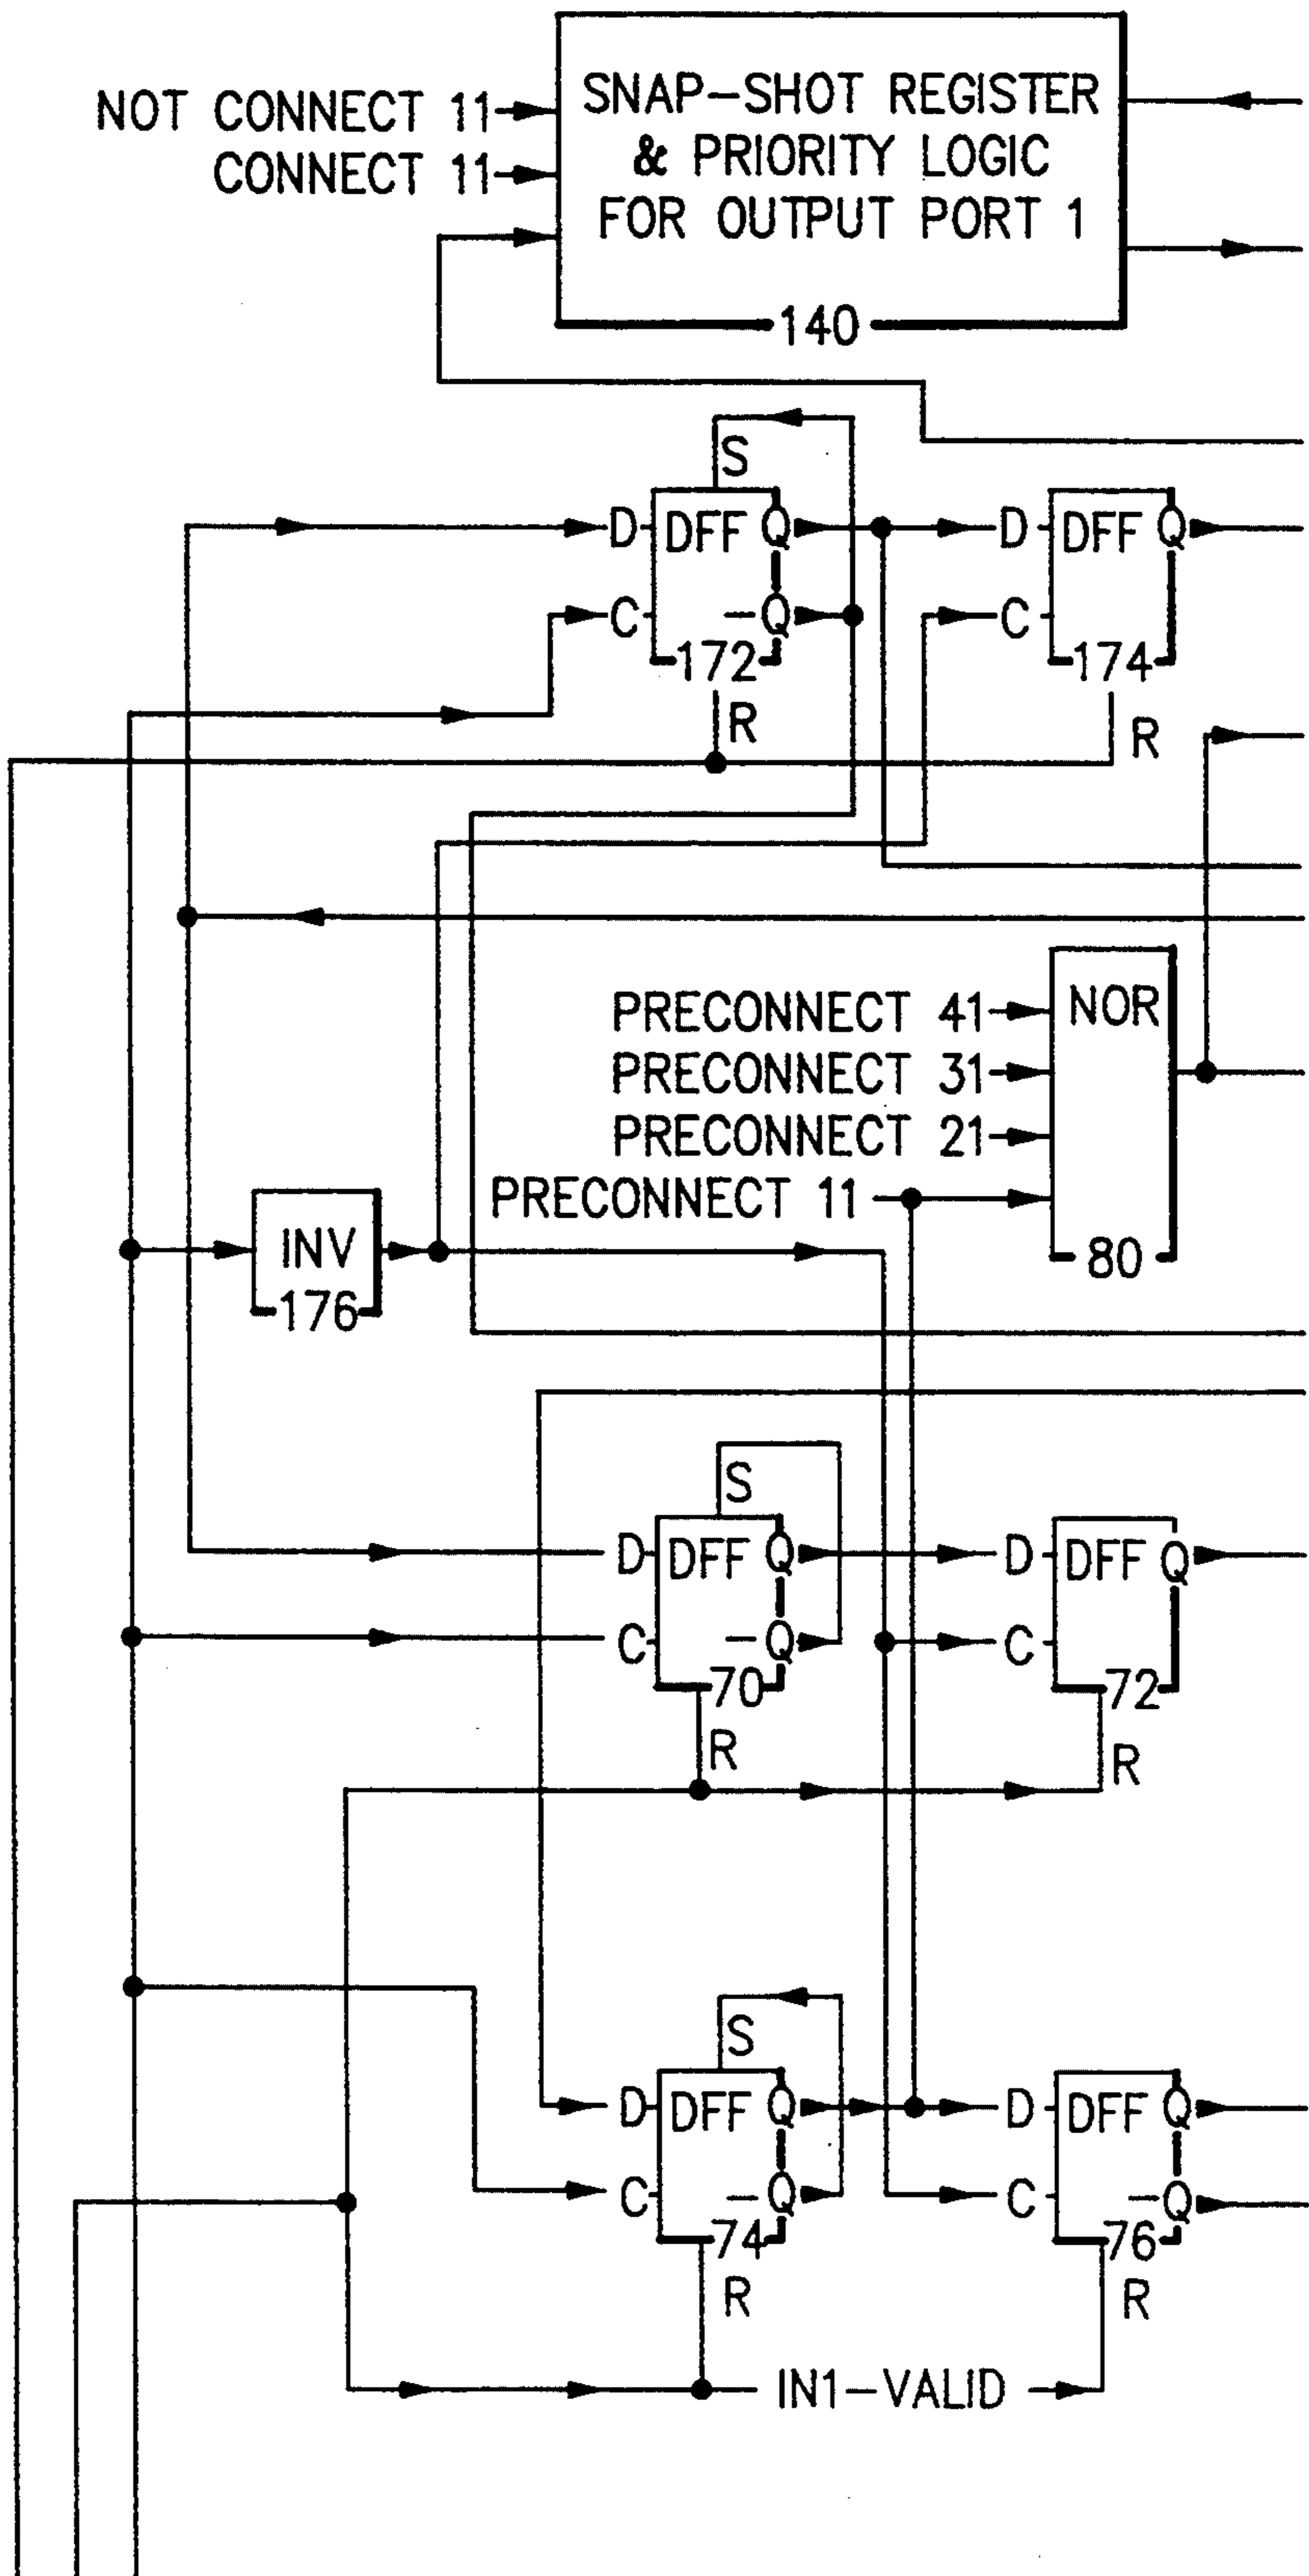 NOT CONNECT 11
CONNECT 11
SNAP-SHOT REGISTER
& PRIORITY LOGIC
FOR OUTPUT PORT 1
140
S
D DFF Q
C -Q
172
R
D DFF Q
C
174
R
PRECONNECT 41
PRECONNECT 31
PRECONNECT 21
PRECONNECT 11
NOR
80
INV
176
S
D DFF Q
C -Q
70
R
D DFF Q
C
72
R
S
D DFF Q
C -Q
74
R
D DFF Q
C -Q
76
R
IN1-VALID